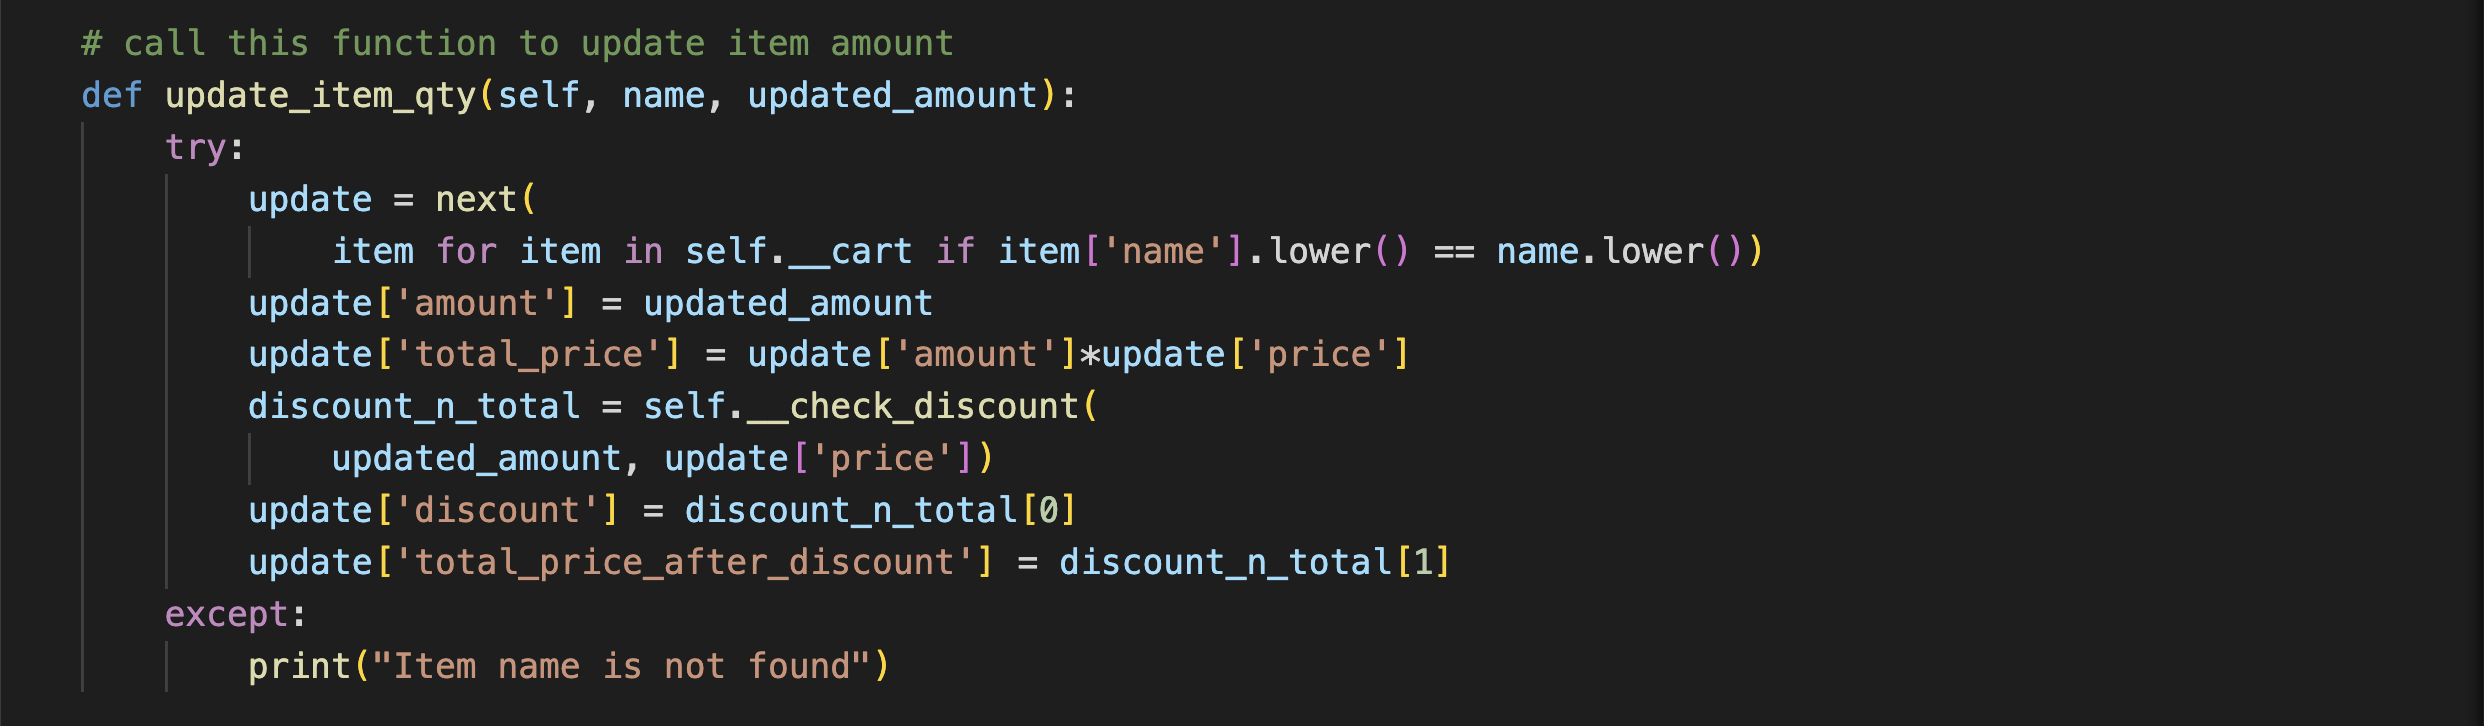 # call this function to update item amount
def update_item_qty(self, name, updated_amount):
    try:
        update = next(
            item for item in self.__cart if item['name'].lower() == name.lower())
        update['amount'] = updated_amount
        update['total_price'] = update['amount']*update['price']
        discount_n_total = self.__check_discount(
            updated_amount, update['price'])
        update['discount'] = discount_n_total[0]
        update['total_price_after_discount'] = discount_n_total[1]
    except:
        print("Item name is not found")